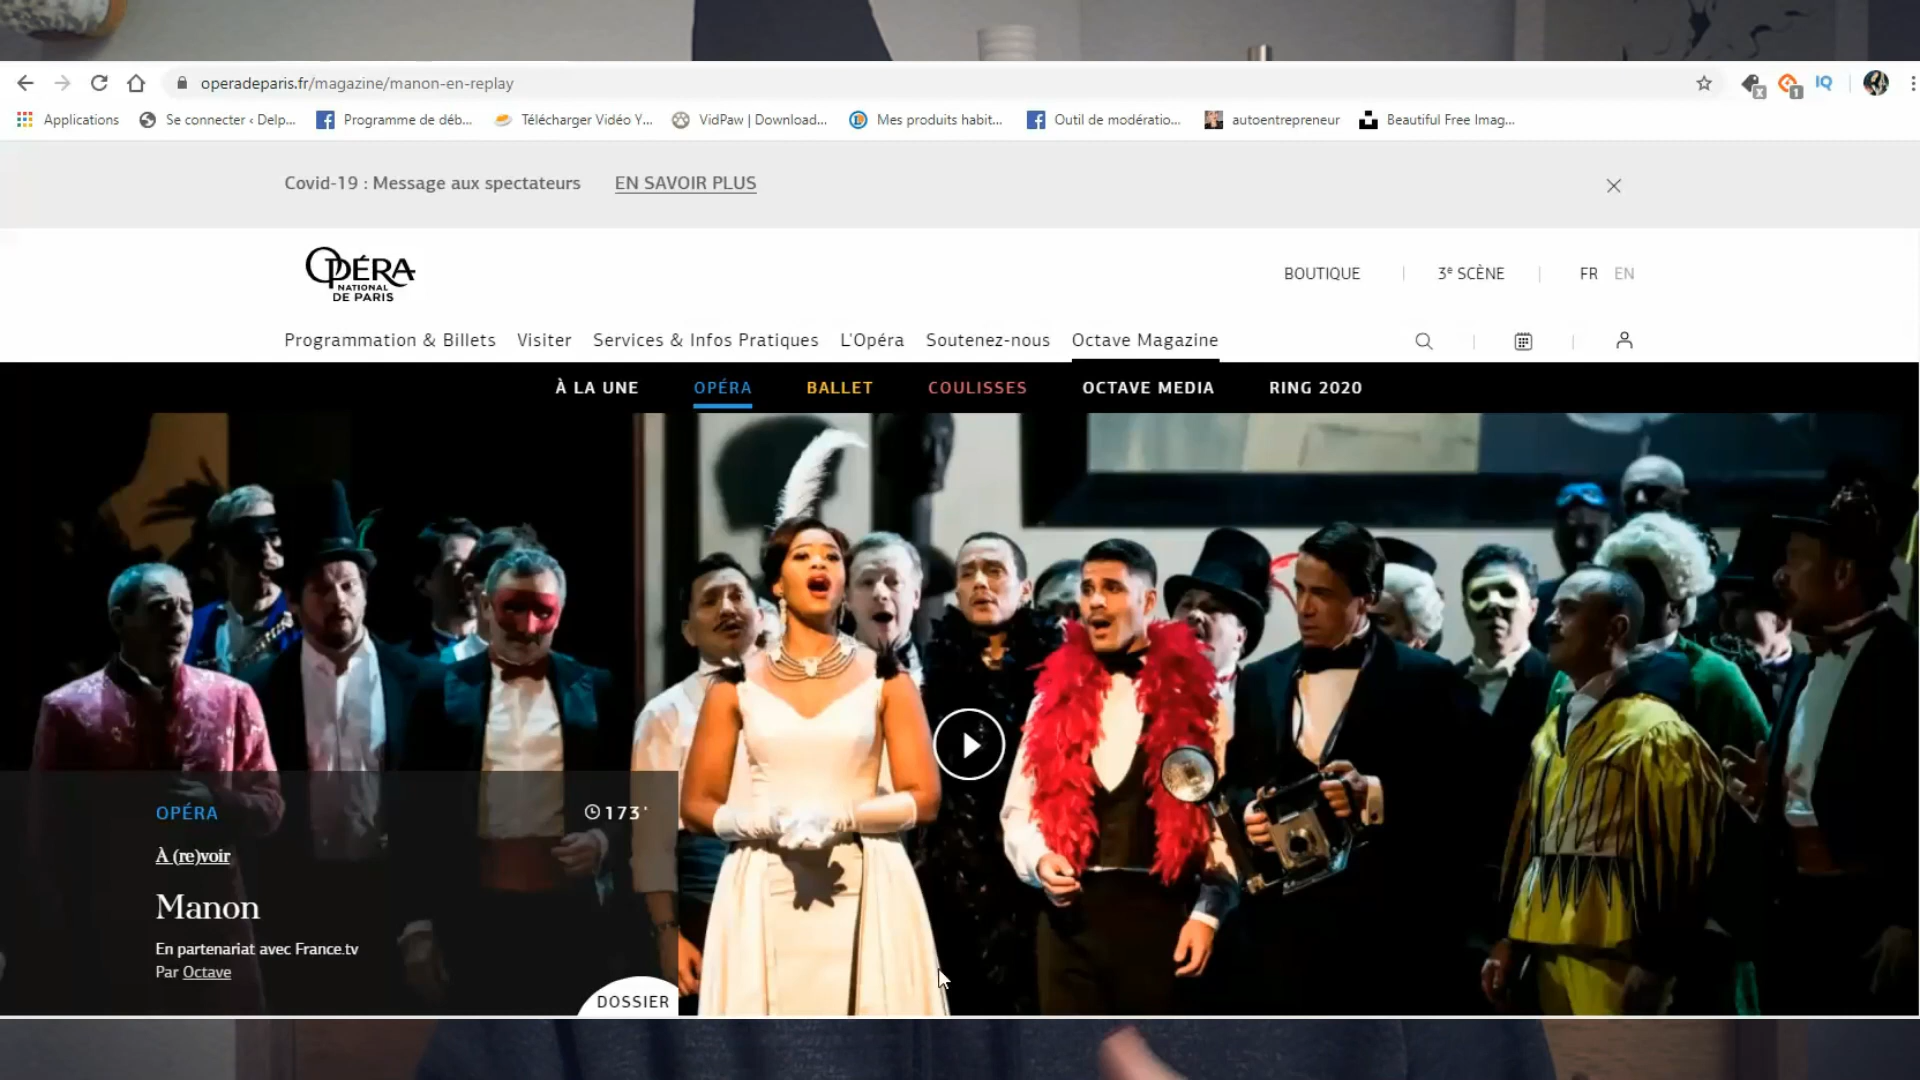 operadeparis.fr/magazine/manon-en-replay
Applications
Se connecter ‹ Delp...
Programme de déb...
Télécharger Vidéo Y...
VidPaw | Download...
Mes produits habit...
Outil de modératio...
autoentrepreneur
Beautiful Free Imag...
Covid-19 : Message aux spectateurs EN SAVOIR PLUS
OPÉRA
NATIONAL
DE PARIS
BOUTIQUE 3e SCÈNE FR EN
Programmation & Billets Visiter Services & Infos Pratiques L'Opéra Soutenez-nous Octave Magazine
À LA UNE OPÉRA BALLET COULISSES OCTAVE MEDIA RING 2020
OPÉRA 173'
À (re)voir
Manon
En partenariat avec France.tv
Par Octave
DOSSIER